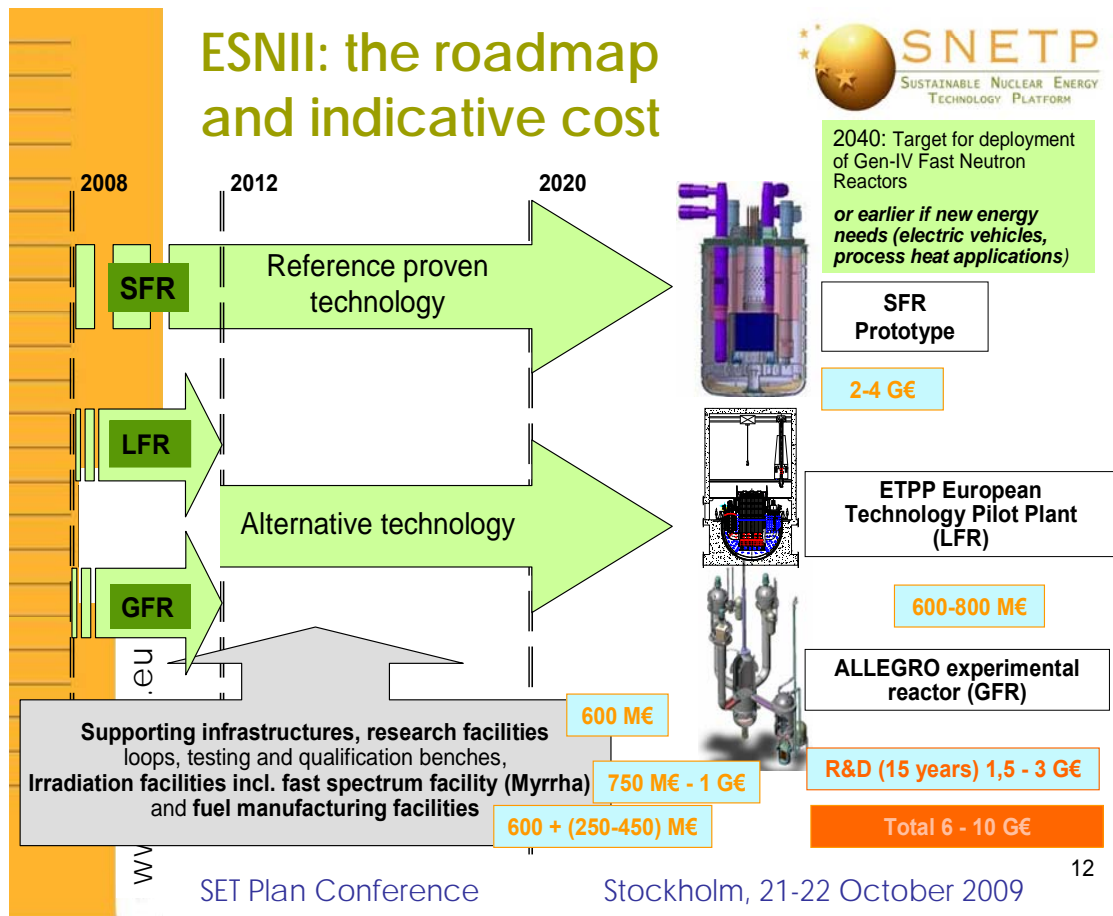 ESNII: the roadmap
and indicative cost
SNETP
SUSTAINABLE NUCLEAR ENERGY
TECHNOLOGY PLATFORM
2040: Target for deployment
of Gen-IV Fast Neutron
Reactors
or earlier if new energy
needs (electric vehicles,
process heat applications)
2008
2012
2020
SFR
Reference proven
technology
SFR
Prototype
2-4 G€
LFR
Alternative technology
GFR
ETPP European
Technology Pilot Plant
(LFR)
600-800 M€
ALLEGRO experimental
reactor (GFR)
Supporting infrastructures, research facilities
loops, testing and qualification benches,
Irradiation facilities incl. fast spectrum facility (Myrrha)
and fuel manufacturing facilities
600 M€
750 M€ - 1 G€
600 + (250-450) M€
R&D (15 years) 1,5 - 3 G€
Total 6 - 10 G€
.eu
12
SET Plan Conference
Stockholm, 21-22 October 2009